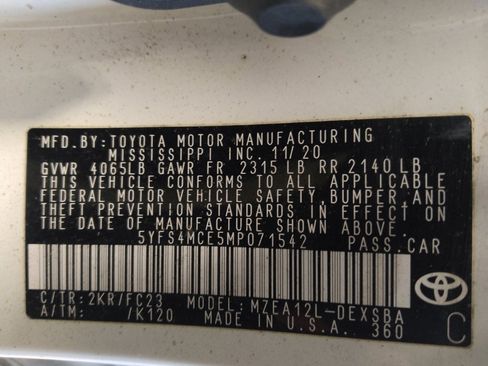 MFD.BY:TOYOTA MOTOR MANUFACTURING
MISSISSIPPI INC. 11/20
GVWR 4065LB GAWR FR 2315 LB RR 2140 LB
THIS VEHICLE CONFORMS TO ALL APPLICABLE
FEDERAL MOTOR VEHICLE SAFETY,BUMPER,AND
THEFT PREVENTION STANDARDS IN EFFECT ON
THE DATE OF MANUFACTURE SHOWN ABOVE.
5YFS4MCE5MP071542 PASS.CAR
C/TR:2KR/FC23 MODEL: MZEA12L-DEXSBA
A/TM: /K120 MADE IN U.S.A. 360
TOYOTA
C